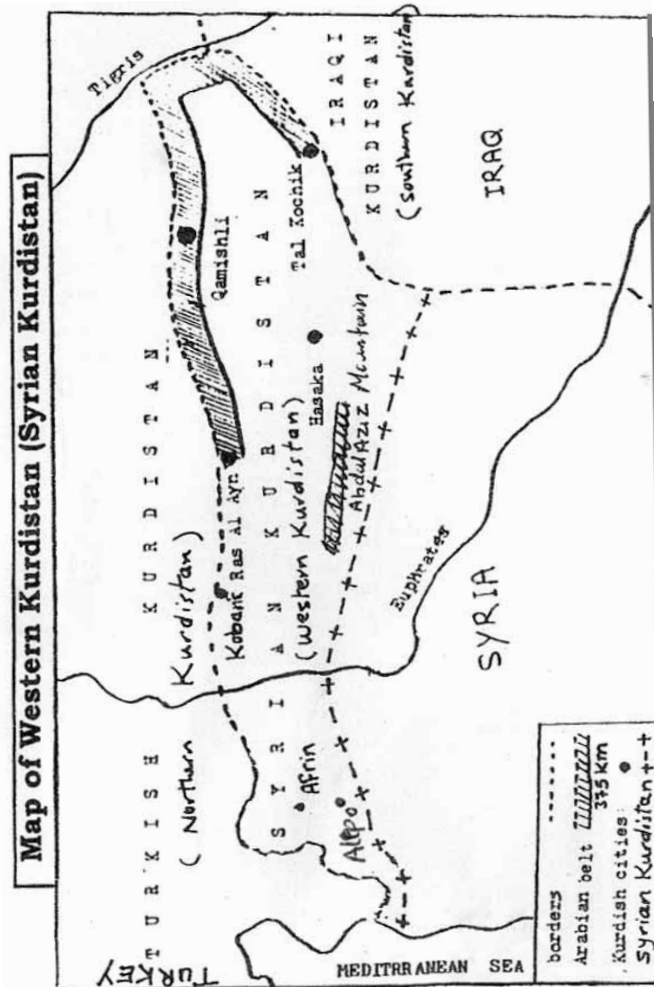 Map of Western Kurdistan (Syrian Kurdistan)
TURKEY
TURKISH KURDISTAN
(Northern Kurdistan)
Tigris
Qamishli
Kobani
Ras Al Ayn
SYRIAN KURDISTAN
(Western Kurdistan)
Afrin
Aleppo
Hasaka
Tal Kochik
Abdul Aziz Mountain
IRAQI
KURDISTAN
(Southern Kurdistan)
IRAQ
Euphrates
SYRIA
MEDITRRANEAN SEA
borders
Arabian belt
375 km
Kurdish cities
Syrian Kurdistan